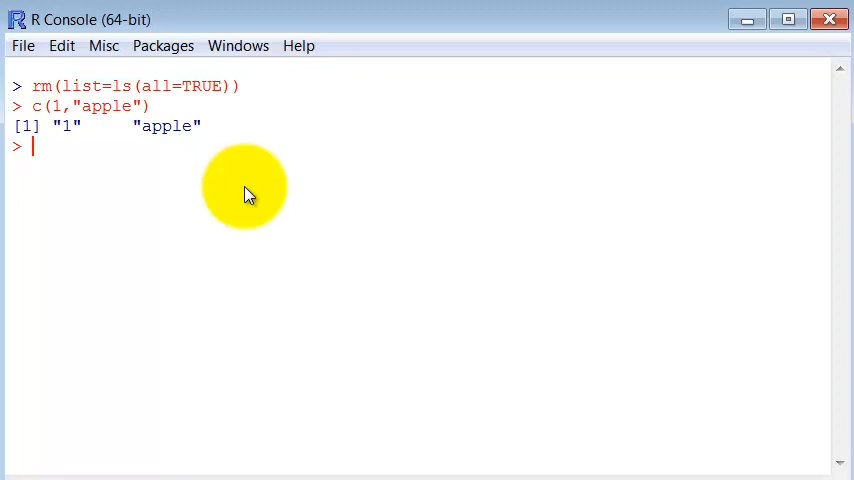 R Console (64-bit)
File Edit Misc Packages Windows Help
> rm(list=ls(all=TRUE))
> c(1,"apple")
[1] "1"     "apple"
>